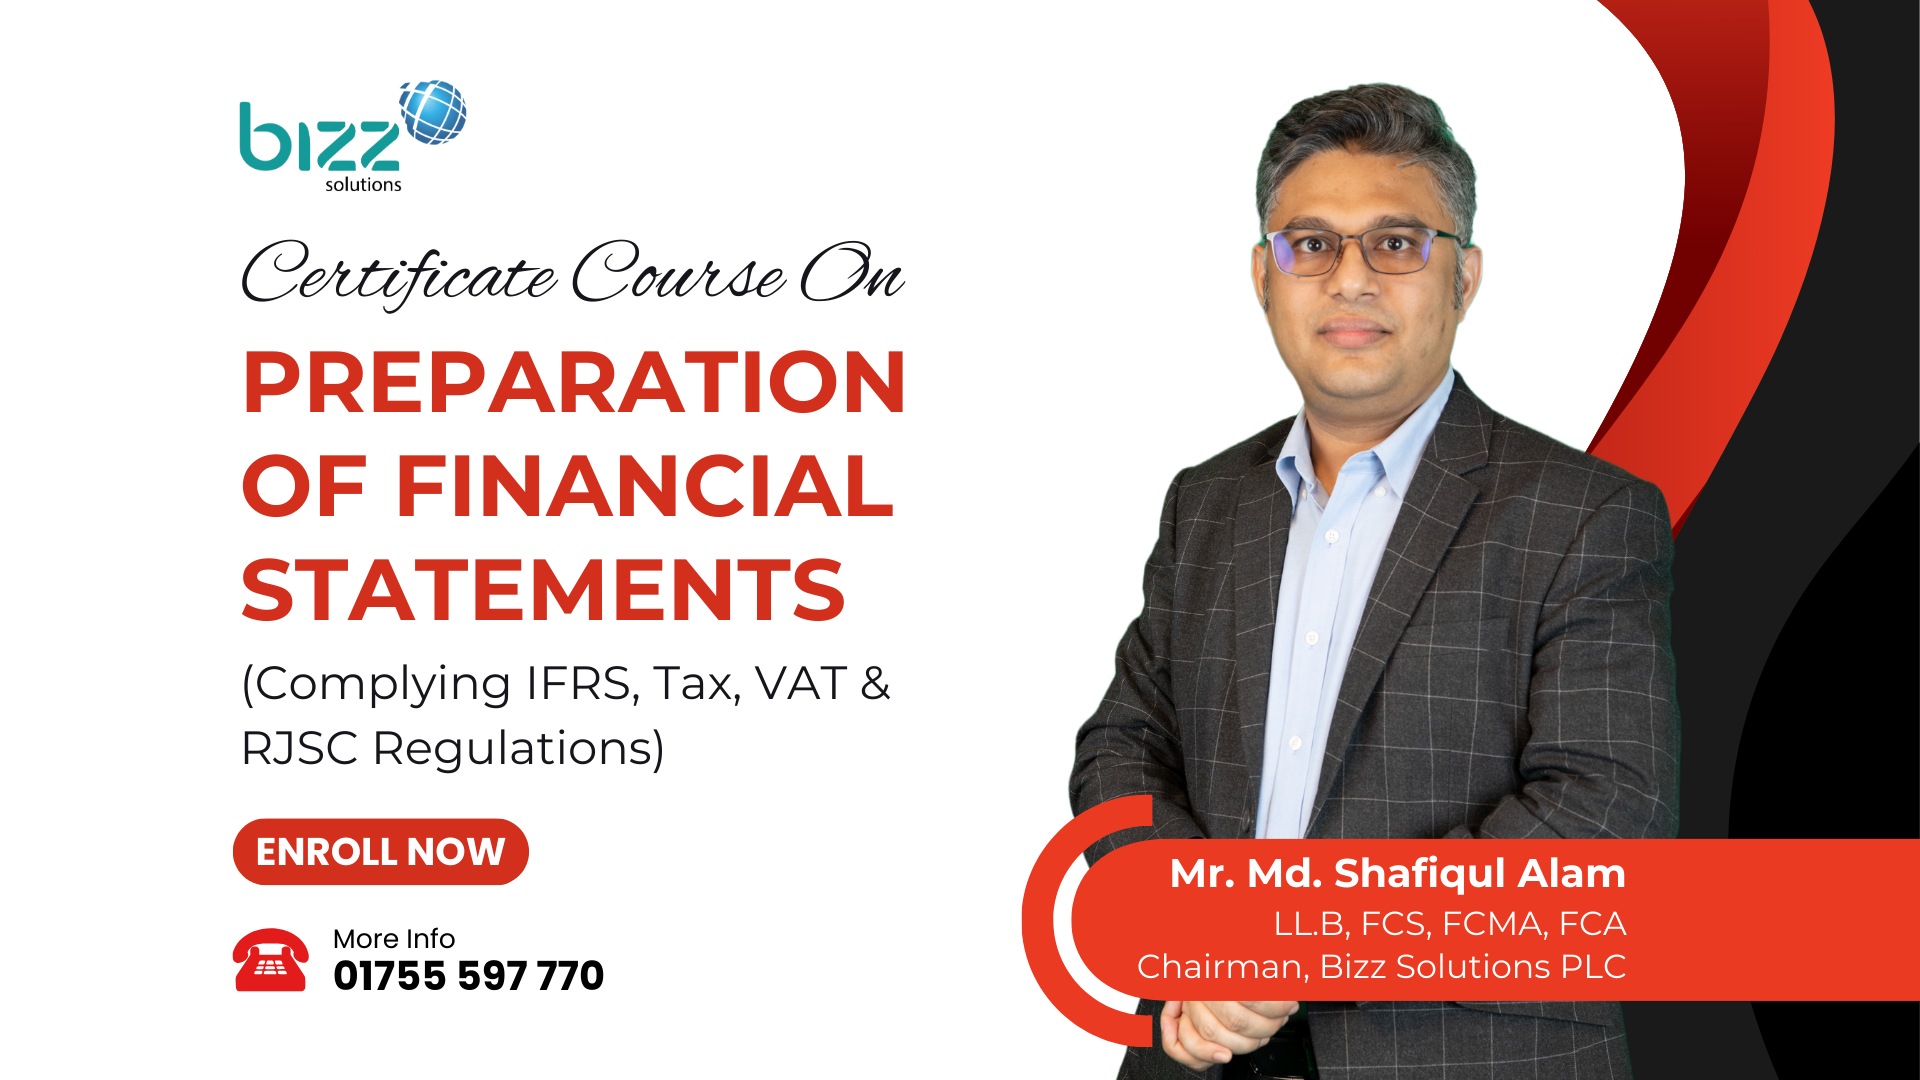 bizz
solutions
Certificate Course On
PREPARATION
OF FINANCIAL
STATEMENTS
(Complying IFRS, Tax, VAT &
RJSC Regulations)
ENROLL NOW
More Info
01755 597 770
Mr. Md. Shafiqul Alam
LL.B, FCS, FCMA, FCA
Chairman, Bizz Solutions PLC